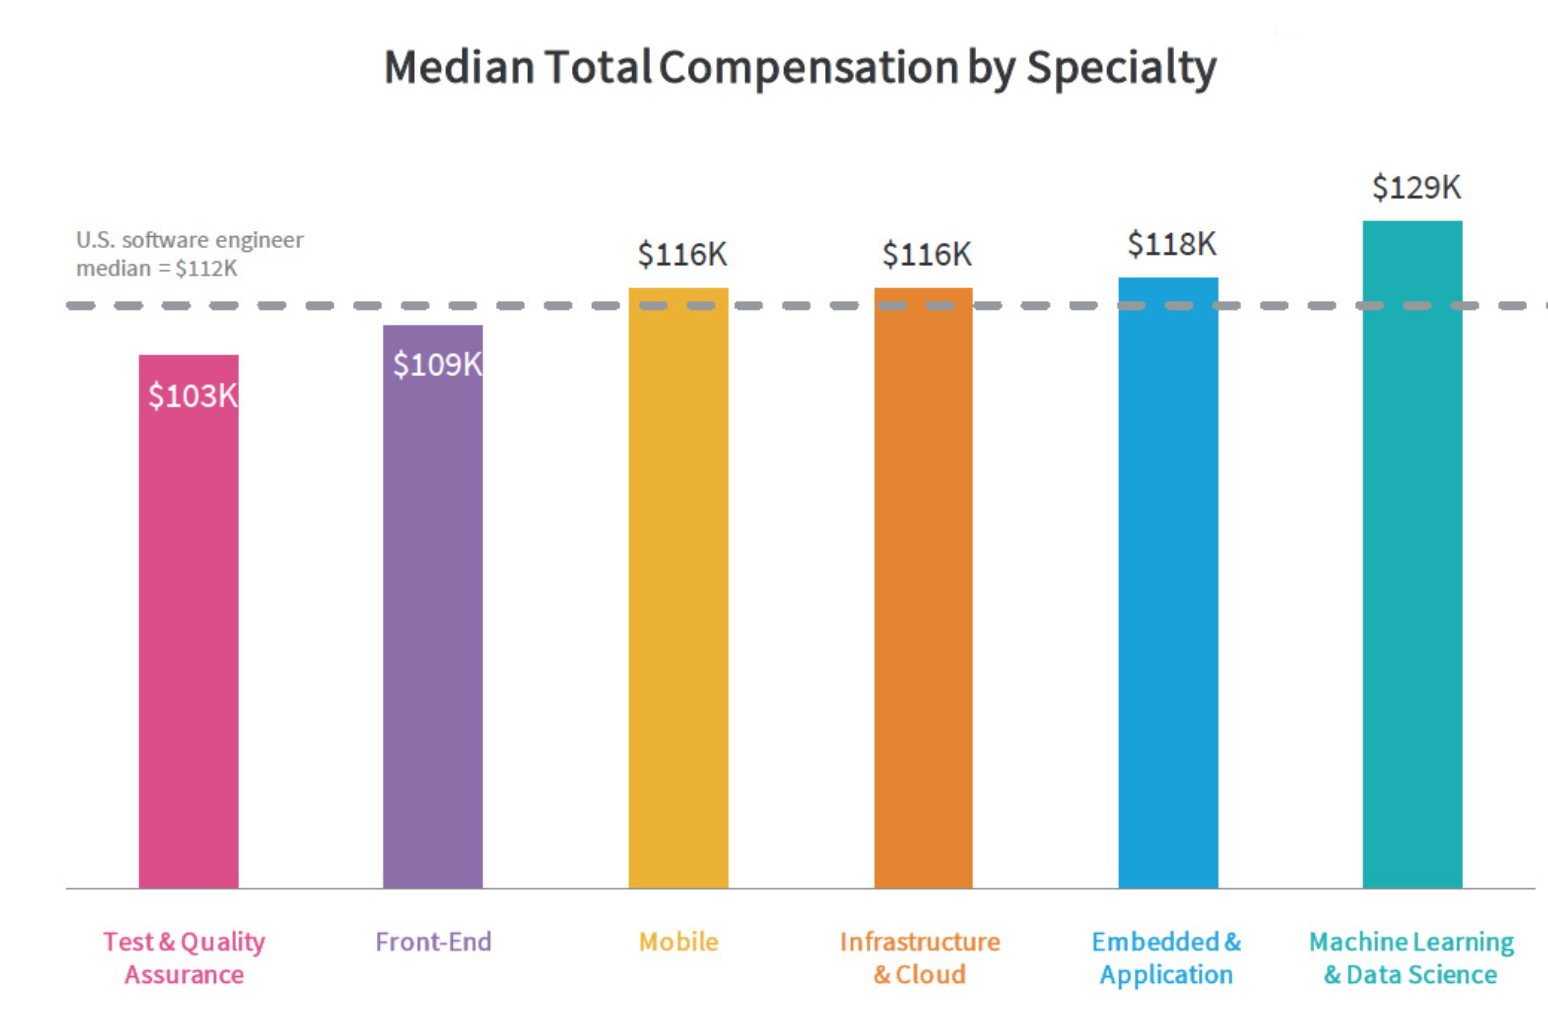 Median Total Compensation by Specialty
U.S. software engineer
median = $112K
$103K
$109K
$116K
$116K
$118K
$129K
Test & Quality
Assurance
Front-End
Mobile
Infrastructure
& Cloud
Embedded &
Application
Machine Learning
& Data Science